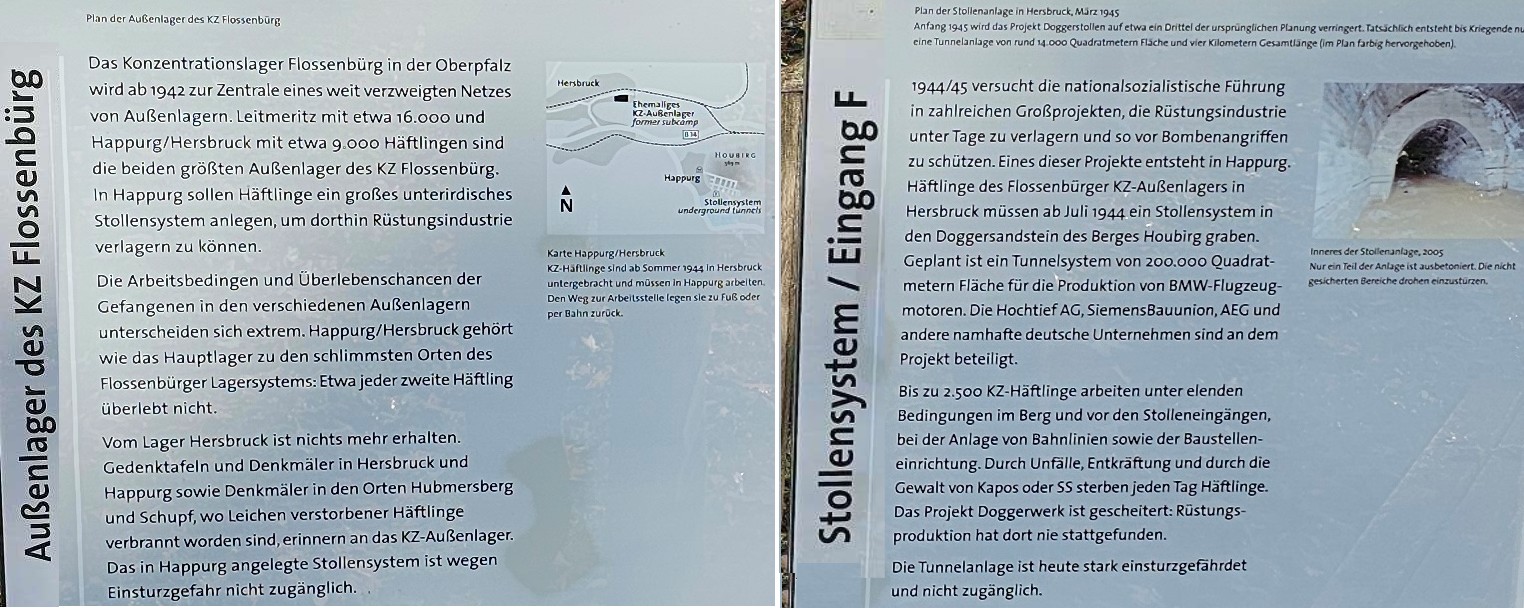 Plan der Außenlager des KZ Flossenbürg
Außenlager des KZ Flossenbürg
Das Konzentrationslager Flossenbürg in der Oberpfalz
wird ab 1942 zur Zentrale eines weit verzweigten Netzes
von Außenlagern. Leitmeritz mit etwa 16.000 und
Happurg/Hersbruck mit etwa 9.000 Häftlingen sind
die beiden größten Außenlager des KZ Flossenbürg.
In Happurg sollen Häftlinge ein großes unterirdisches
Stollensystem anlegen, um dorthin Rüstungsindustrie
verlagern zu können.
Die Arbeitsbedingen und Überlebenschancen der
Gefangenen in den verschiedenen Außenlagern
unterscheiden sich extrem. Happurg/Hersbruck gehört
wie das Hauptlager zu den schlimmsten Orten des
Flossenbürger Lagersystems: Etwa jeder zweite Häftling
überlebt nicht.
Vom Lager Hersbruck ist nichts mehr erhalten.
Gedenktafeln und Denkmäler in Hersbruck und
Happurg sowie Denkmäler in den Orten Hubmersberg
und Schupf, wo Leichen verstorbener Häftlinge
verbrannt worden sind, erinnern an das KZ-Außenlager.
Das in Happurg angelegte Stollensystem ist wegen
Einsturzgefahr nicht zugänglich.
Hersbruck
Ehemaliges
KZ-Außenlager
former subcamp
B 14
HOUBIRG
Happurg
Stollensystem
underground tunnels
N
Karte Happurg/Hersbruck
KZ-Häftlinge sind ab Sommer 1944 in Hersbruck
untergebracht und müssen in Happurg arbeiten.
Den Weg zur Arbeitsstelle legen sie zu Fuß oder
per Bahn zurück.
Plan der Stollenanlage in Hersbruck, März 1945
Anfang 1945 wird das Projekt Doggerstollen auf etwa ein Drittel der ursprünglichen Planung verringert. Tatsächlich entsteht bis Kriegende nu
eine Tunnelanlage von rund 14.000 Quadratmetern Fläche und vier Kilometern Gesamtlänge (im Plan farbig hervorgehoben).
Stollensystem / Eingang F
1944/45 versucht die nationalsozialistische Führung
in zahlreichen Großprojekten, die Rüstungsindustrie
unter Tage zu verlagern und so vor Bombenangriffen
zu schützen. Eines dieser Projekte entsteht in Happurg.
Häftlinge des Flossenbürger KZ-Außenlagers in
Hersbruck müssen ab Juli 1944 ein Stollensystem in
den Doggersandstein des Berges Houbirg graben.
Geplant ist ein Tunnelsystem von 200.000 Quadrat-
metern Fläche für die Produktion von BMW-Flugzeug-
motoren. Die Hochtief AG, SiemensBauunion, AEG und
andere namhafte deutsche Unternehmen sind an dem
Projekt beteiligt.
Bis zu 2.500 KZ-Häftlinge arbeiten unter elenden
Bedingungen im Berg und vor den Stolleneingängen,
bei der Anlage von Bahnlinien sowie der Baustellen-
einrichtung. Durch Unfälle, Entkräftung und durch die
Gewalt von Kapos oder SS sterben jeden Tag Häftlinge.
Das Projekt Doggerwerk ist gescheitert: Rüstungs-
produktion hat dort nie stattgefunden.
Die Tunnelanlage ist heute stark einsturzgefährdet
und nicht zugänglich.
Inneres der Stollenanlage, 2005
Nur ein Teil der Anlage ist ausbetoniert. Die nicht
gesicherten Bereiche drohen einzustürzen.